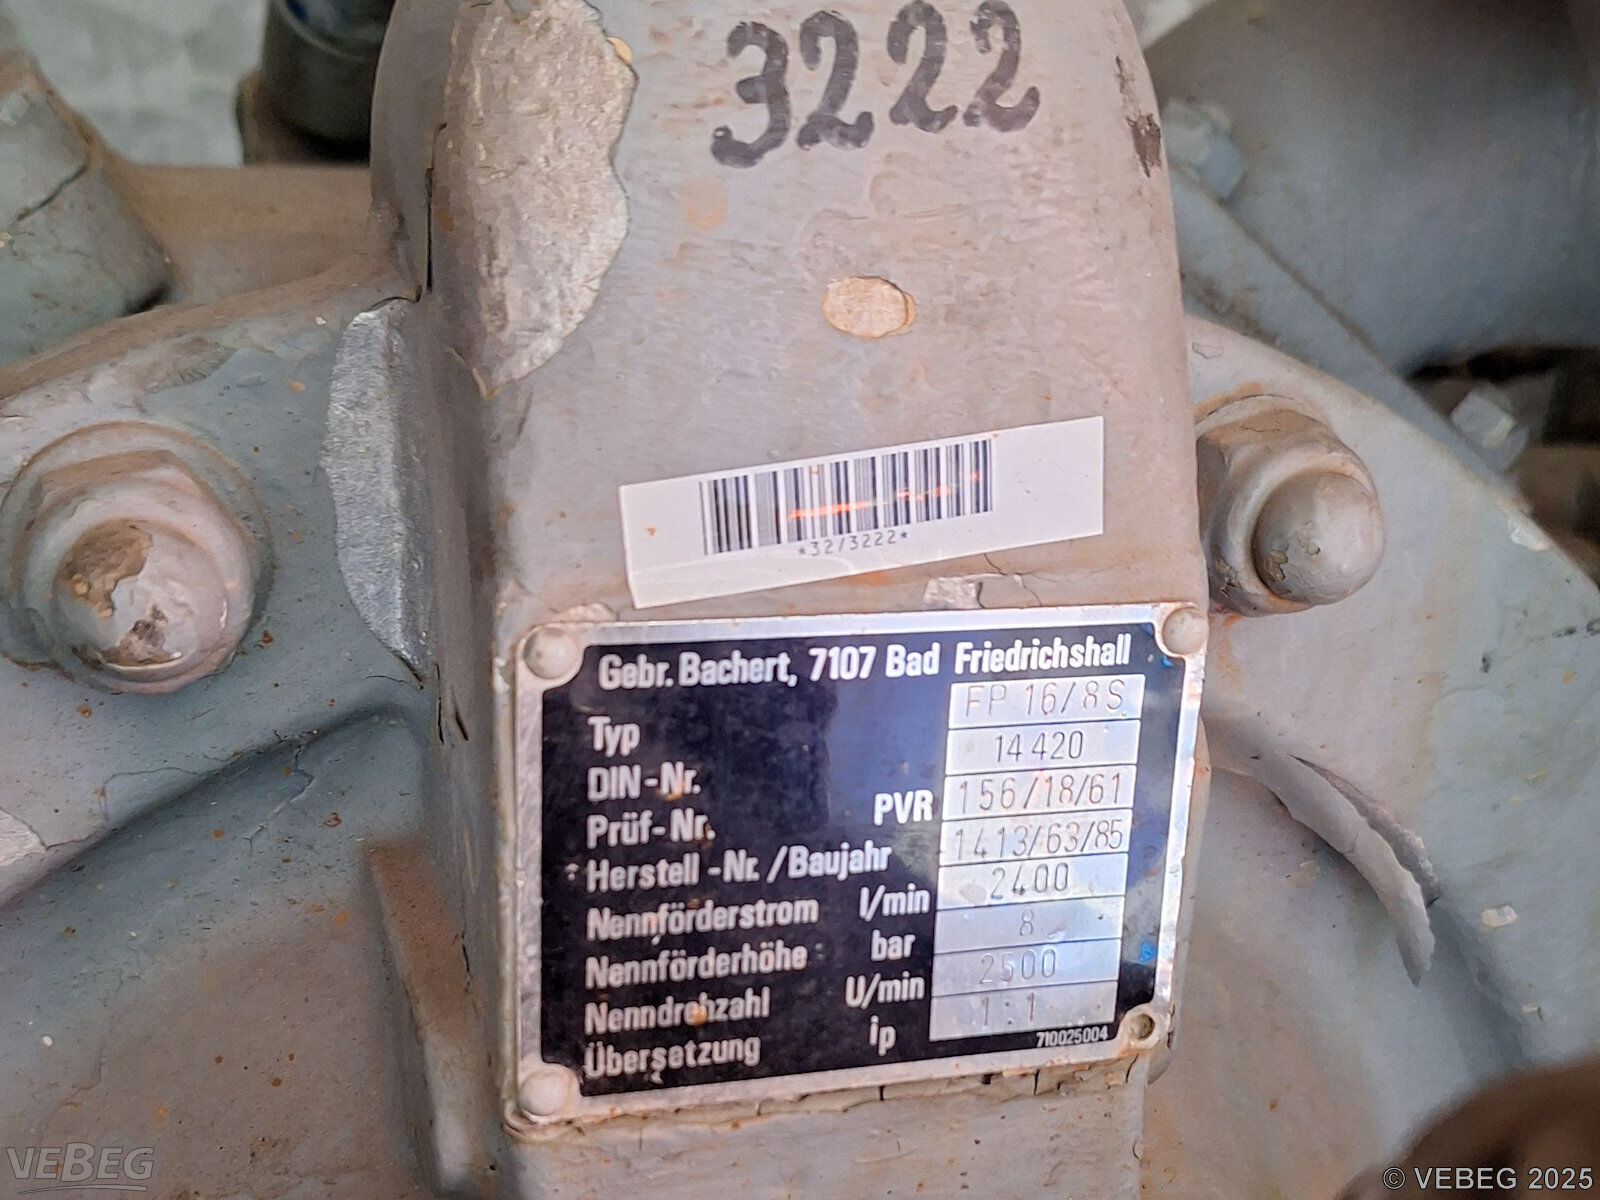 3222
*32/3222*
Gebr. Bachert, 7107 Bad Friedrichshall
Typ FP 16/8 S
DIN-Nr. 14 420
Prüf-Nr. PVR 156/18/61
Herstell-Nr./Baujahr 1413/63/85
Nennförderstrom l/min 2400
Nennförderhöhe bar 8
Nenndrehzahl U/min 2500
Übersetzung ip 1:1
710025004
VEBEG
© VEBEG 2025